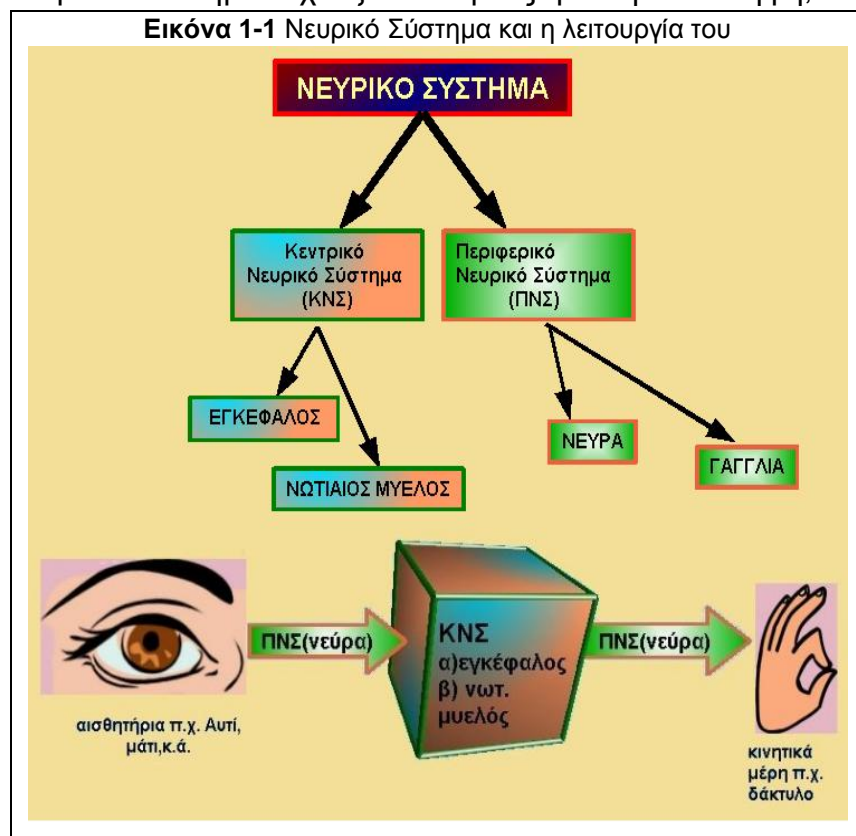 Εικόνα 1-1 Νευρικό Σύστημα και η λειτουργία του
ΝΕΥΡΙΚΟ ΣΥΣΤΗΜΑ
Κεντρικό
Νευρικό Σύστημα
(ΚΝΣ)
Περιφερικό
Νευρικό Σύστημα
(ΠΝΣ)
ΕΓΚΕΦΑΛΟΣ
ΝΩΤΙΑΙΟΣ ΜΥΕΛΟΣ
ΝΕΥΡΑ
ΓΑΓΓΛΙΑ
ΠΝΣ(νεύρα)
ΚΝΣ
α)εγκέφαλος
β) νωτ.
μυελός
ΠΝΣ(νεύρα)
αισθητήρια π.χ. Αυτί,
μάτι,κ.ά.
κινητικά
μέρη π.χ.
δάκτυλο